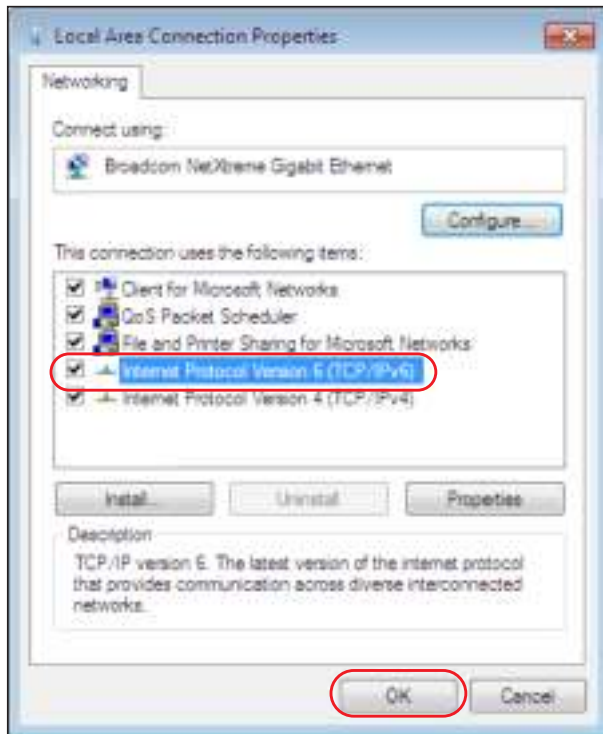 Local Area Connection Properties
Networking
Connect using:
Broadcom NetXtreme Gigabit Ethernet
Configure...
This connection uses the following items:
Client for Microsoft Networks
QoS Packet Scheduler
File and Printer Sharing for Microsoft Networks
Internet Protocol Version 6 (TCP/IPv6)
Internet Protocol Version 4 (TCP/IPv4)
Install...
Uninstall
Properties
Description
TCP/IP version 6. The latest version of the internet protocol
that provides communication across diverse interconnected
networks.
OK
Cancel